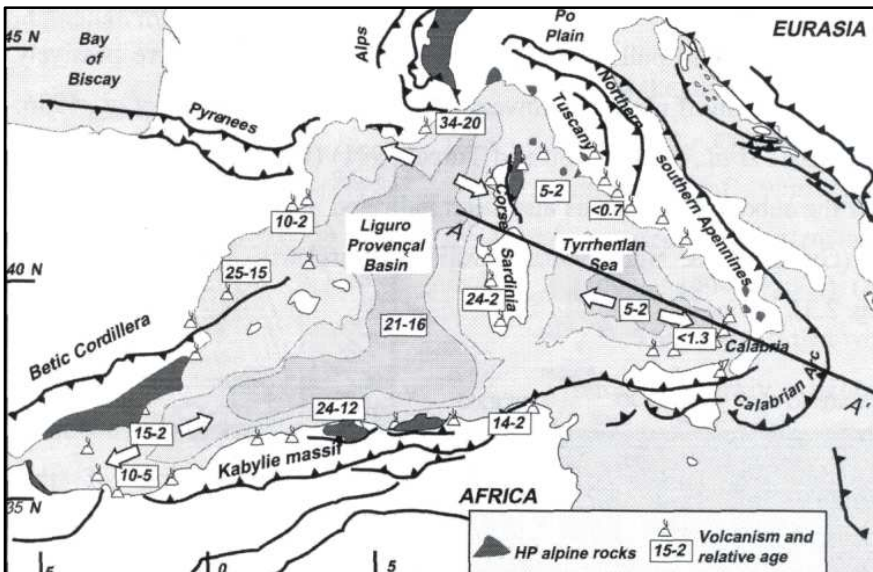 45 N
Bay
of
Biscay
Alps
Po
Plain
EURASIA
Pyrenees
34-20
Tuscany
Northern
southern Apennines
5-2
Corse
<0.7
10-2
Liguro
Provençal
Basin
A
Tyrrhenian
Sea
40 N
25-15
Sardinia
24-2
5-2
21-16
<1.3
Calabria
Betic Cordillera
Calabrian Arc
A'
24-12
15-2
14-2
10-5
Kabylie massif
35 N
AFRICA
HP alpine rocks
15-2
Volcanism and
relative age
5
0
5